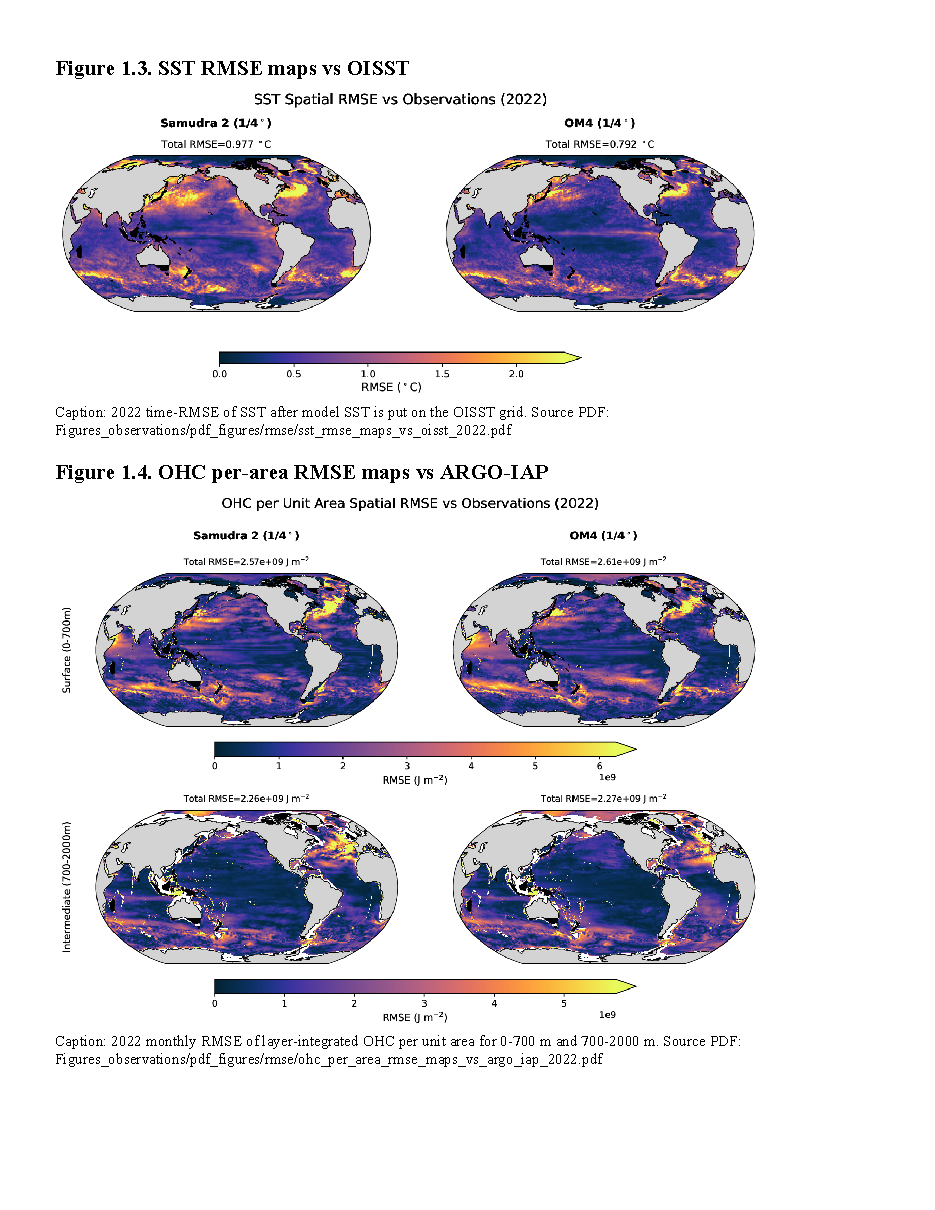 Figure 1.3. SST RMSE maps vs OISST
SST Spatial RMSE vs Observations (2022)
Samudra 2 (1/4°)
OM4 (1/4°)
Total RMSE=0.977 °C
Total RMSE=0.792 °C
0.0 0.5 1.0 1.5 2.0
RMSE (°C)
Caption: 2022 time-RMSE of SST after model SST is put on the OISST grid. Source PDF:
Figures_observations/pdf_figures/rmse/sst_rmse_maps_vs_oisst_2022.pdf
Figure 1.4. OHC per-area RMSE maps vs ARGO-IAP
OHC per Unit Area Spatial RMSE vs Observations (2022)
Samudra 2 (1/4°)
OM4 (1/4°)
Total RMSE=2.57e+09 J m⁻²
Total RMSE=2.61e+09 J m⁻²
Surface (0-700m)
0 1 2 3 4 5 6
1e9
RMSE (J m⁻²)
Total RMSE=2.26e+09 J m⁻²
Total RMSE=2.27e+09 J m⁻²
Intermediate (700-2000m)
0 1 2 3 4 5
1e9
RMSE (J m⁻²)
Caption: 2022 monthly RMSE of layer-integrated OHC per unit area for 0-700 m and 700-2000 m. Source PDF:
Figures_observations/pdf_figures/rmse/ohc_per_area_rmse_maps_vs_argo_iap_2022.pdf